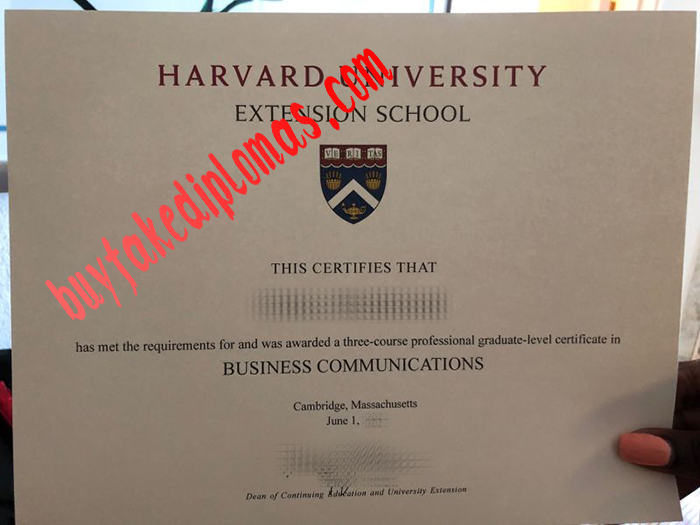 HARVARD UNIVERSITY
EXTENSION SCHOOL
VE RI TAS
buyfakediplomas.com
THIS CERTIFIES THAT
has met the requirements for and was awarded a three-course professional graduate-level certificate in
BUSINESS COMMUNICATIONS
Cambridge, Massachusetts
June 1,
Dean of Continuing Education and University Extension